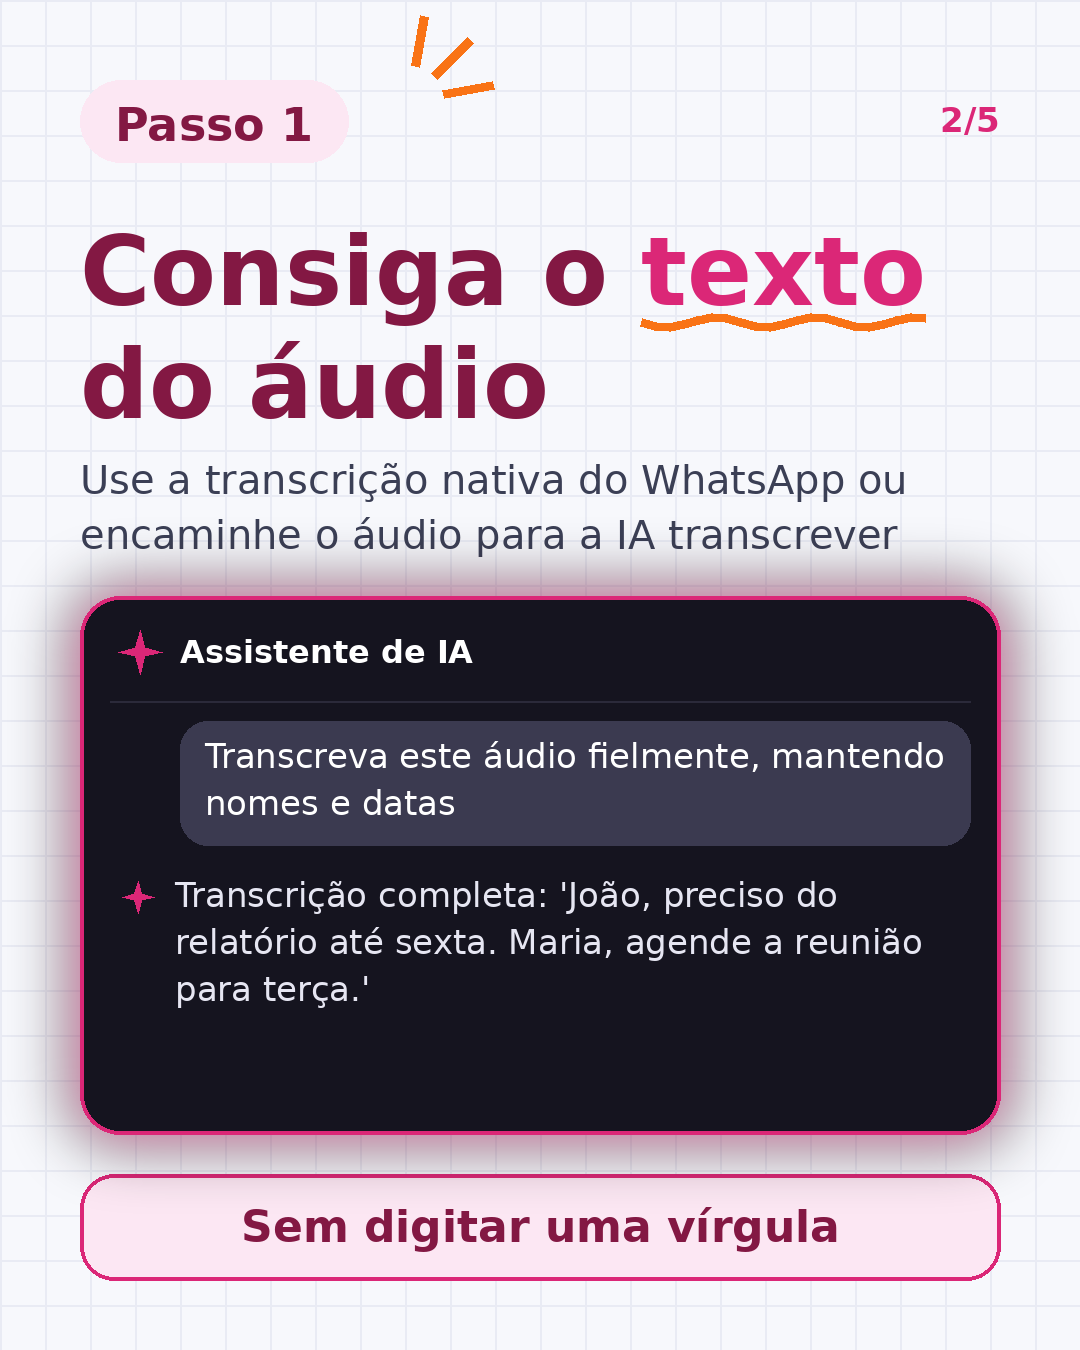 Passo 1
2/5
Consiga o texto
do áudio
Use a transcrição nativa do WhatsApp ou
encaminhe o áudio para a IA transcrever
Assistente de IA
Transcreva este áudio fielmente, mantendo
nomes e datas
Transcrição completa: 'João, preciso do
relatório até sexta. Maria, agende a reunião
para terça.'
Sem digitar uma vírgula